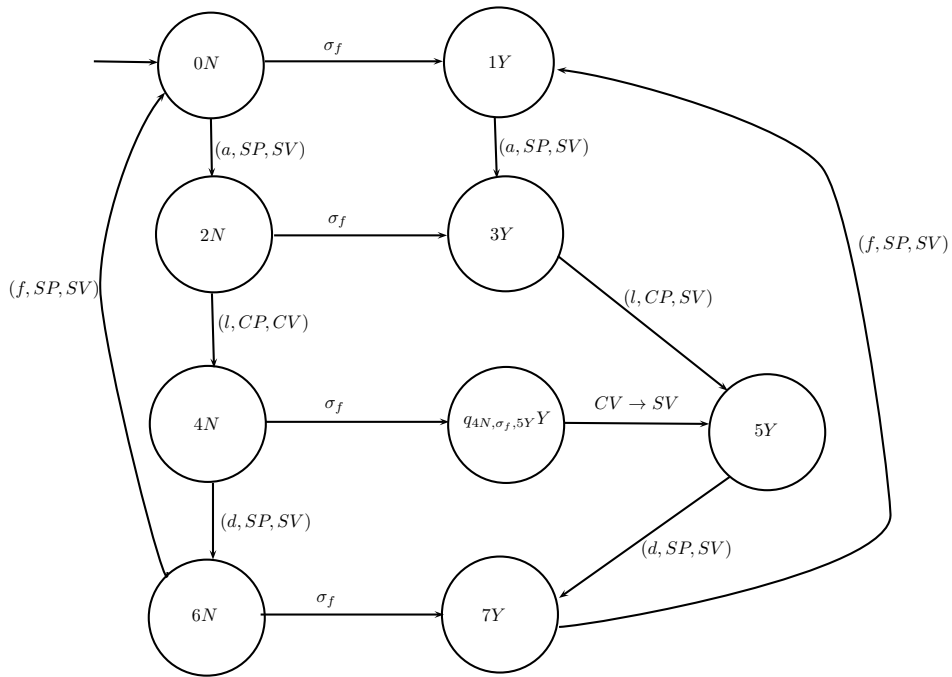 0N
σ_f
1Y
(a, SP, SV)
(a, SP, SV)
2N
σ_f
3Y
(f, SP, SV)
(f, SP, SV)
(l, CP, SV)
(l, CP, CV)
4N
σ_f
q_{4N,σ_f,5Y}Y
CV → SV
5Y
(d, SP, SV)
(d, SP, SV)
6N
σ_f
7Y